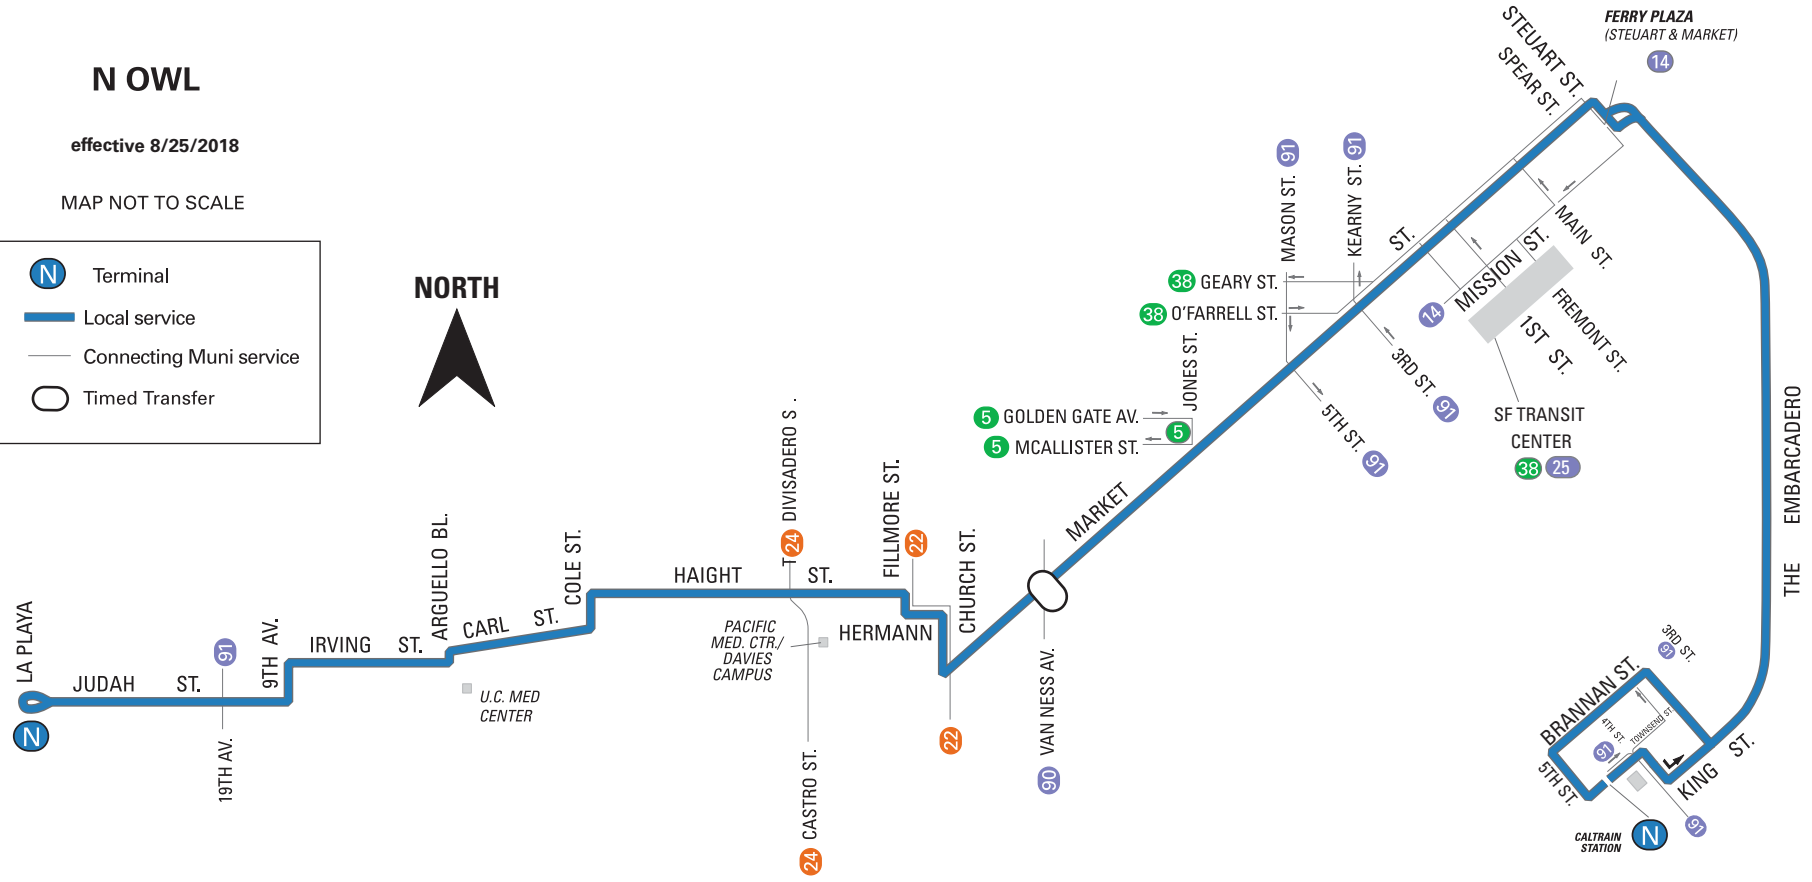 N OWL
effective 8/25/2018
MAP NOT TO SCALE
N Terminal
Local service
Connecting Muni service
Timed Transfer
NORTH
FERRY PLAZA
(STEUART & MARKET)
14
STEUART ST.
SPEAR ST.
MASON ST. 91
KEARNY ST. 91
38 GEARY ST.
38 O'FARRELL ST.
JONES ST.
5 GOLDEN GATE AV.
5 MCALLISTER ST.
5
MAIN ST.
MISSION ST.
14
FREMONT ST.
1ST ST.
3RD ST. 91
5TH ST. 91
SF TRANSIT
CENTER
38 25
MARKET ST.
THE EMBARCADERO
LA PLAYA
N
JUDAH ST.
91
19TH AV.
9TH AV.
IRVING ST.
ARGUELLO BL.
CARL ST.
U.C. MED
CENTER
COLE ST.
HAIGHT ST.
DIVISADERO S .
T
24
PACIFIC
MED. CTR./
DAVIES
CAMPUS
24 CASTRO ST.
FILLMORE ST.
22
HERMANN
CHURCH ST.
22
90 VAN NESS AV.
3RD ST.
91
BRANNAN ST.
4TH ST.
91
TOWNSEND ST.
5TH ST.
KING ST.
91
CALTRAIN
STATION
N